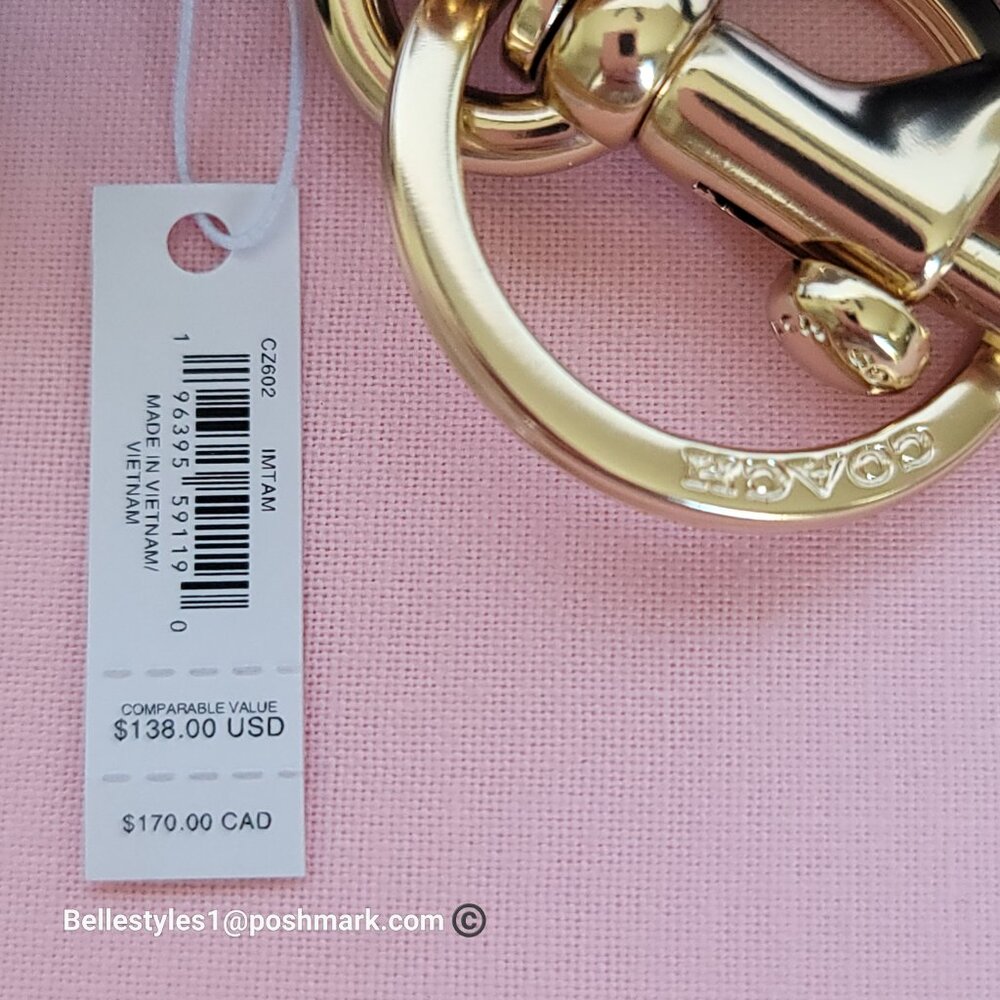 CZ602 IMTAM
1 96395 59119 0
MADE IN VIETNAM/
VIETNAM
COMPARABLE VALUE
$138.00 USD
$170.00 CAD
COACH
Bellestyles1@poshmark.com ©